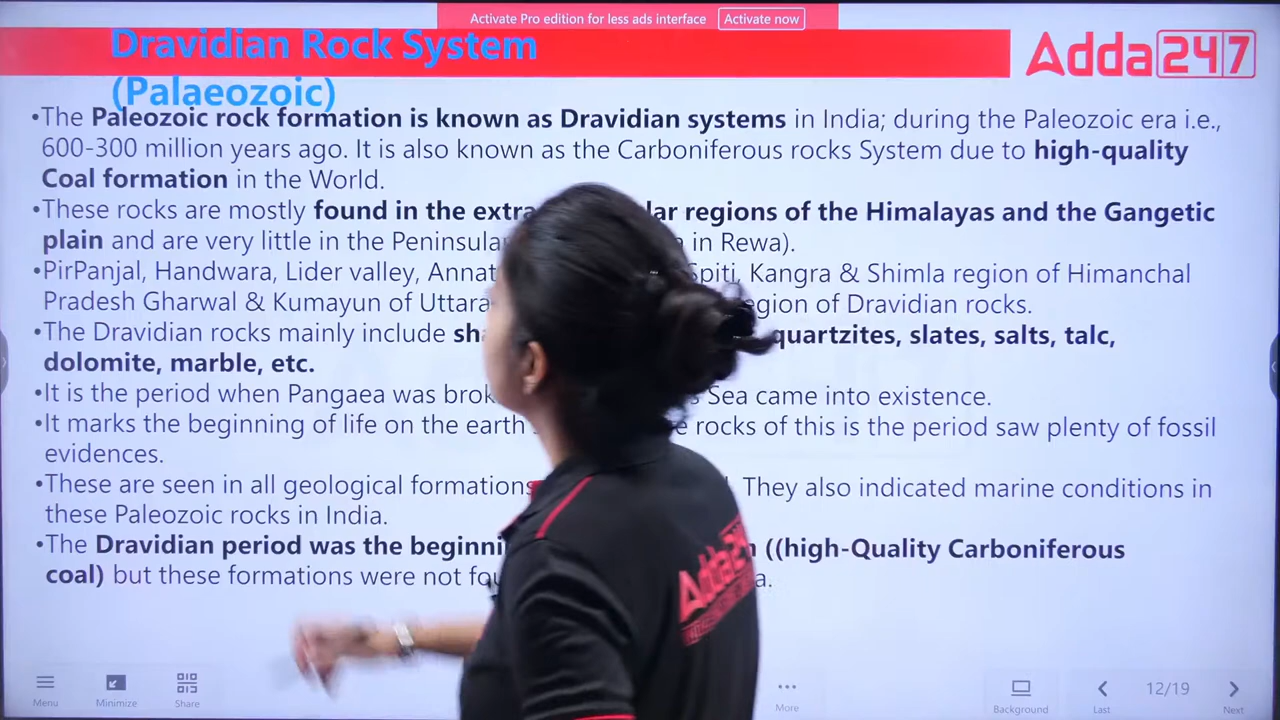 Activate Pro edition for less ads interface Activate now
Dravidian Rock System
(Palaeozoic)
Adda 247
•The Paleozoic rock formation is known as Dravidian systems in India; during the Paleozoic era i.e.,
600-300 million years ago. It is also known as the Carboniferous rocks System due to high-quality
Coal formation in the World.
•These rocks are mostly found in the extra lar regions of the Himalayas and the Gangetic
plain and are very little in the Peninsula in Rewa).
•PirPanjal, Handwara, Lider valley, Annat Spiti, Kangra & Shimla region of Himanchal
Pradesh Gharwal & Kumayun of Uttara egion of Dravidian rocks.
•The Dravidian rocks mainly include quartzites, slates, salts, talc,
dolomite, marble, etc.
•It is the period when Pangaea was brok Sea came into existence.
•It marks the beginning of life on the earth rocks of this is the period saw plenty of fossil
evidences.
•These are seen in all geological formations They also indicated marine conditions in
these Paleozoic rocks in India.
•The Dravidian period was the beginni ((high-Quality Carboniferous
coal) but these formations were not fou
Adda247
Menu Minimize Share More Background Last 12/19 Next